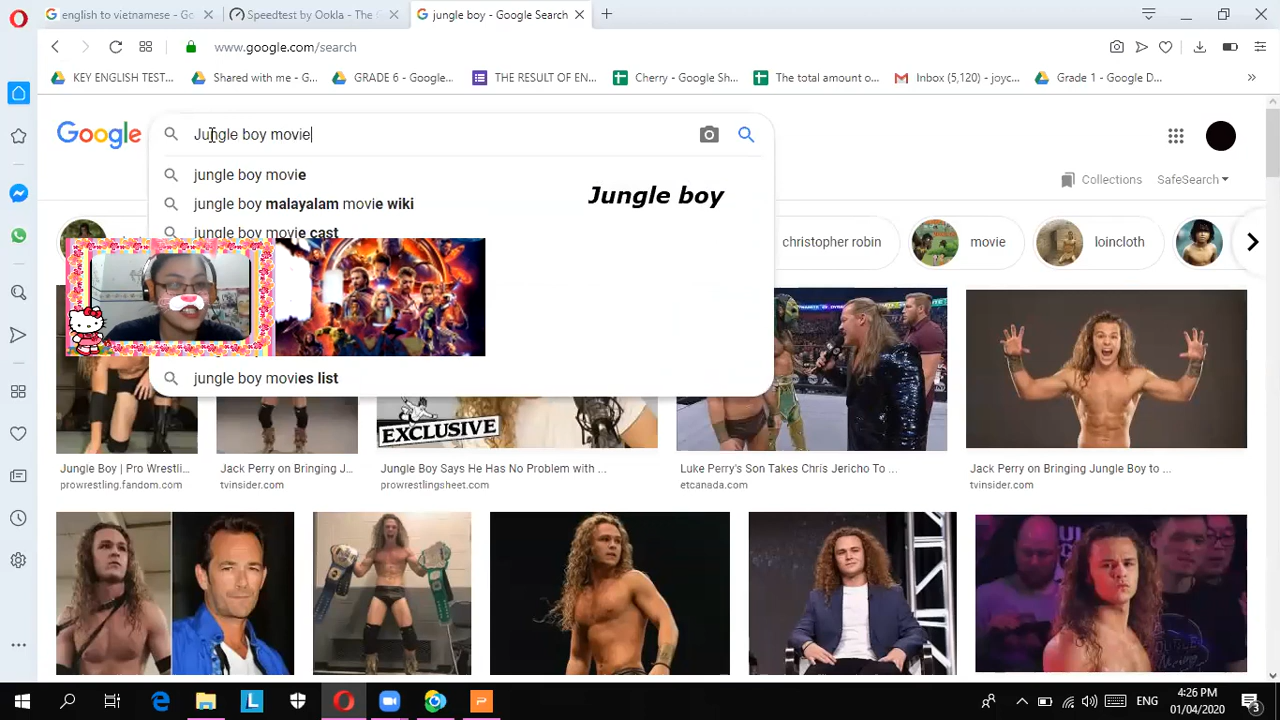 english to vietnamese - Go
Speedtest by Ookla - The G
jungle boy - Google Search
www.google.com/search
KEY ENGLISH TEST...
Shared with me - G...
GRADE 6 - Google...
THE RESULT OF EN...
Cherry - Google Sh...
The total amount o...
Inbox (5,120) - joyc...
Grade 1 - Google D...
»
Google
Jungle boy movie
Collections
SafeSearch
jungle boy movie
Jungle boy
jungle boy malayalam movie wiki
jungle boy movie cast
christopher robin
movie
loincloth
jungle boy movies list
EXCLUSIVE
Jungle Boy | Pro Wrestli...
prowrestling.fandom.com
Jack Perry on Bringing J...
tvinsider.com
Jungle Boy Says He Has No Problem with ...
prowrestlingsheet.com
Luke Perry's Son Takes Chris Jericho To ...
etcanada.com
Jack Perry on Bringing Jungle Boy to ...
tvinsider.com
ENG
4:26 PM
01/04/2020
3